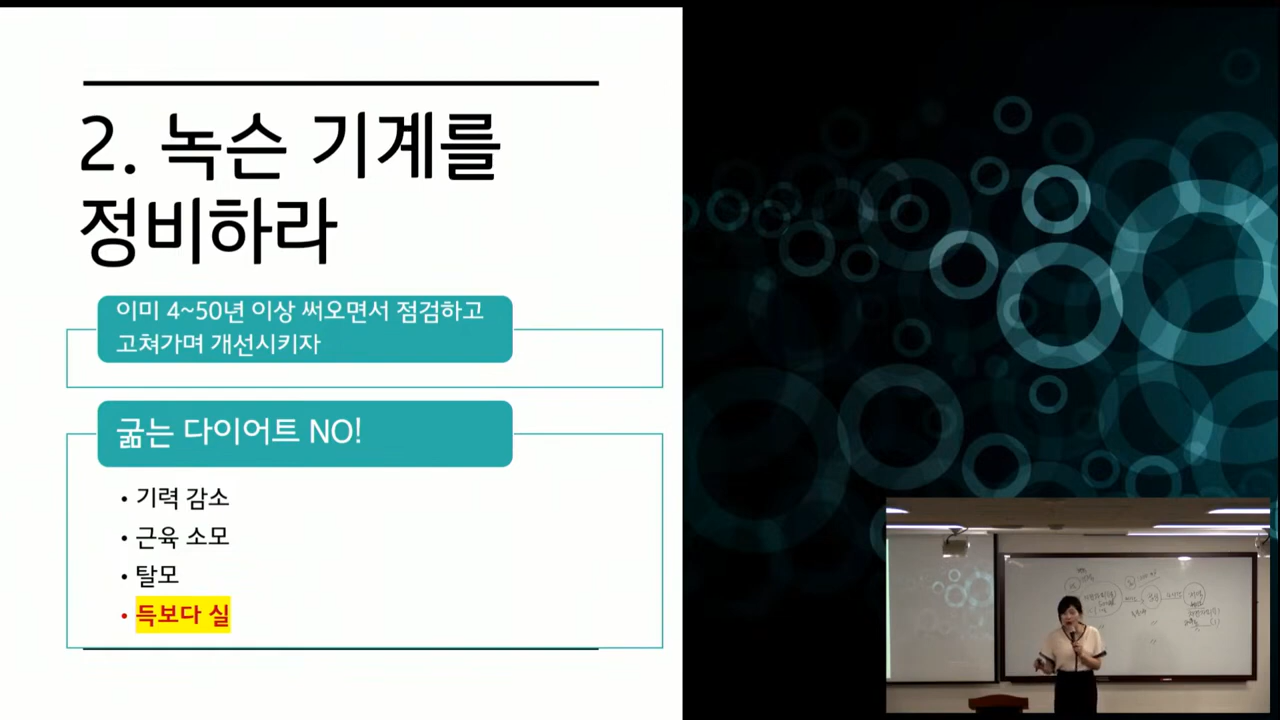 2. 녹슨 기계를
정비하라
이미 4~50년 이상 써오면서 점검하고
고쳐가며 개선시키자
굶는 다이어트 NO!
• 기력 감소
• 근육 소모
• 탈모
• 득보다 실